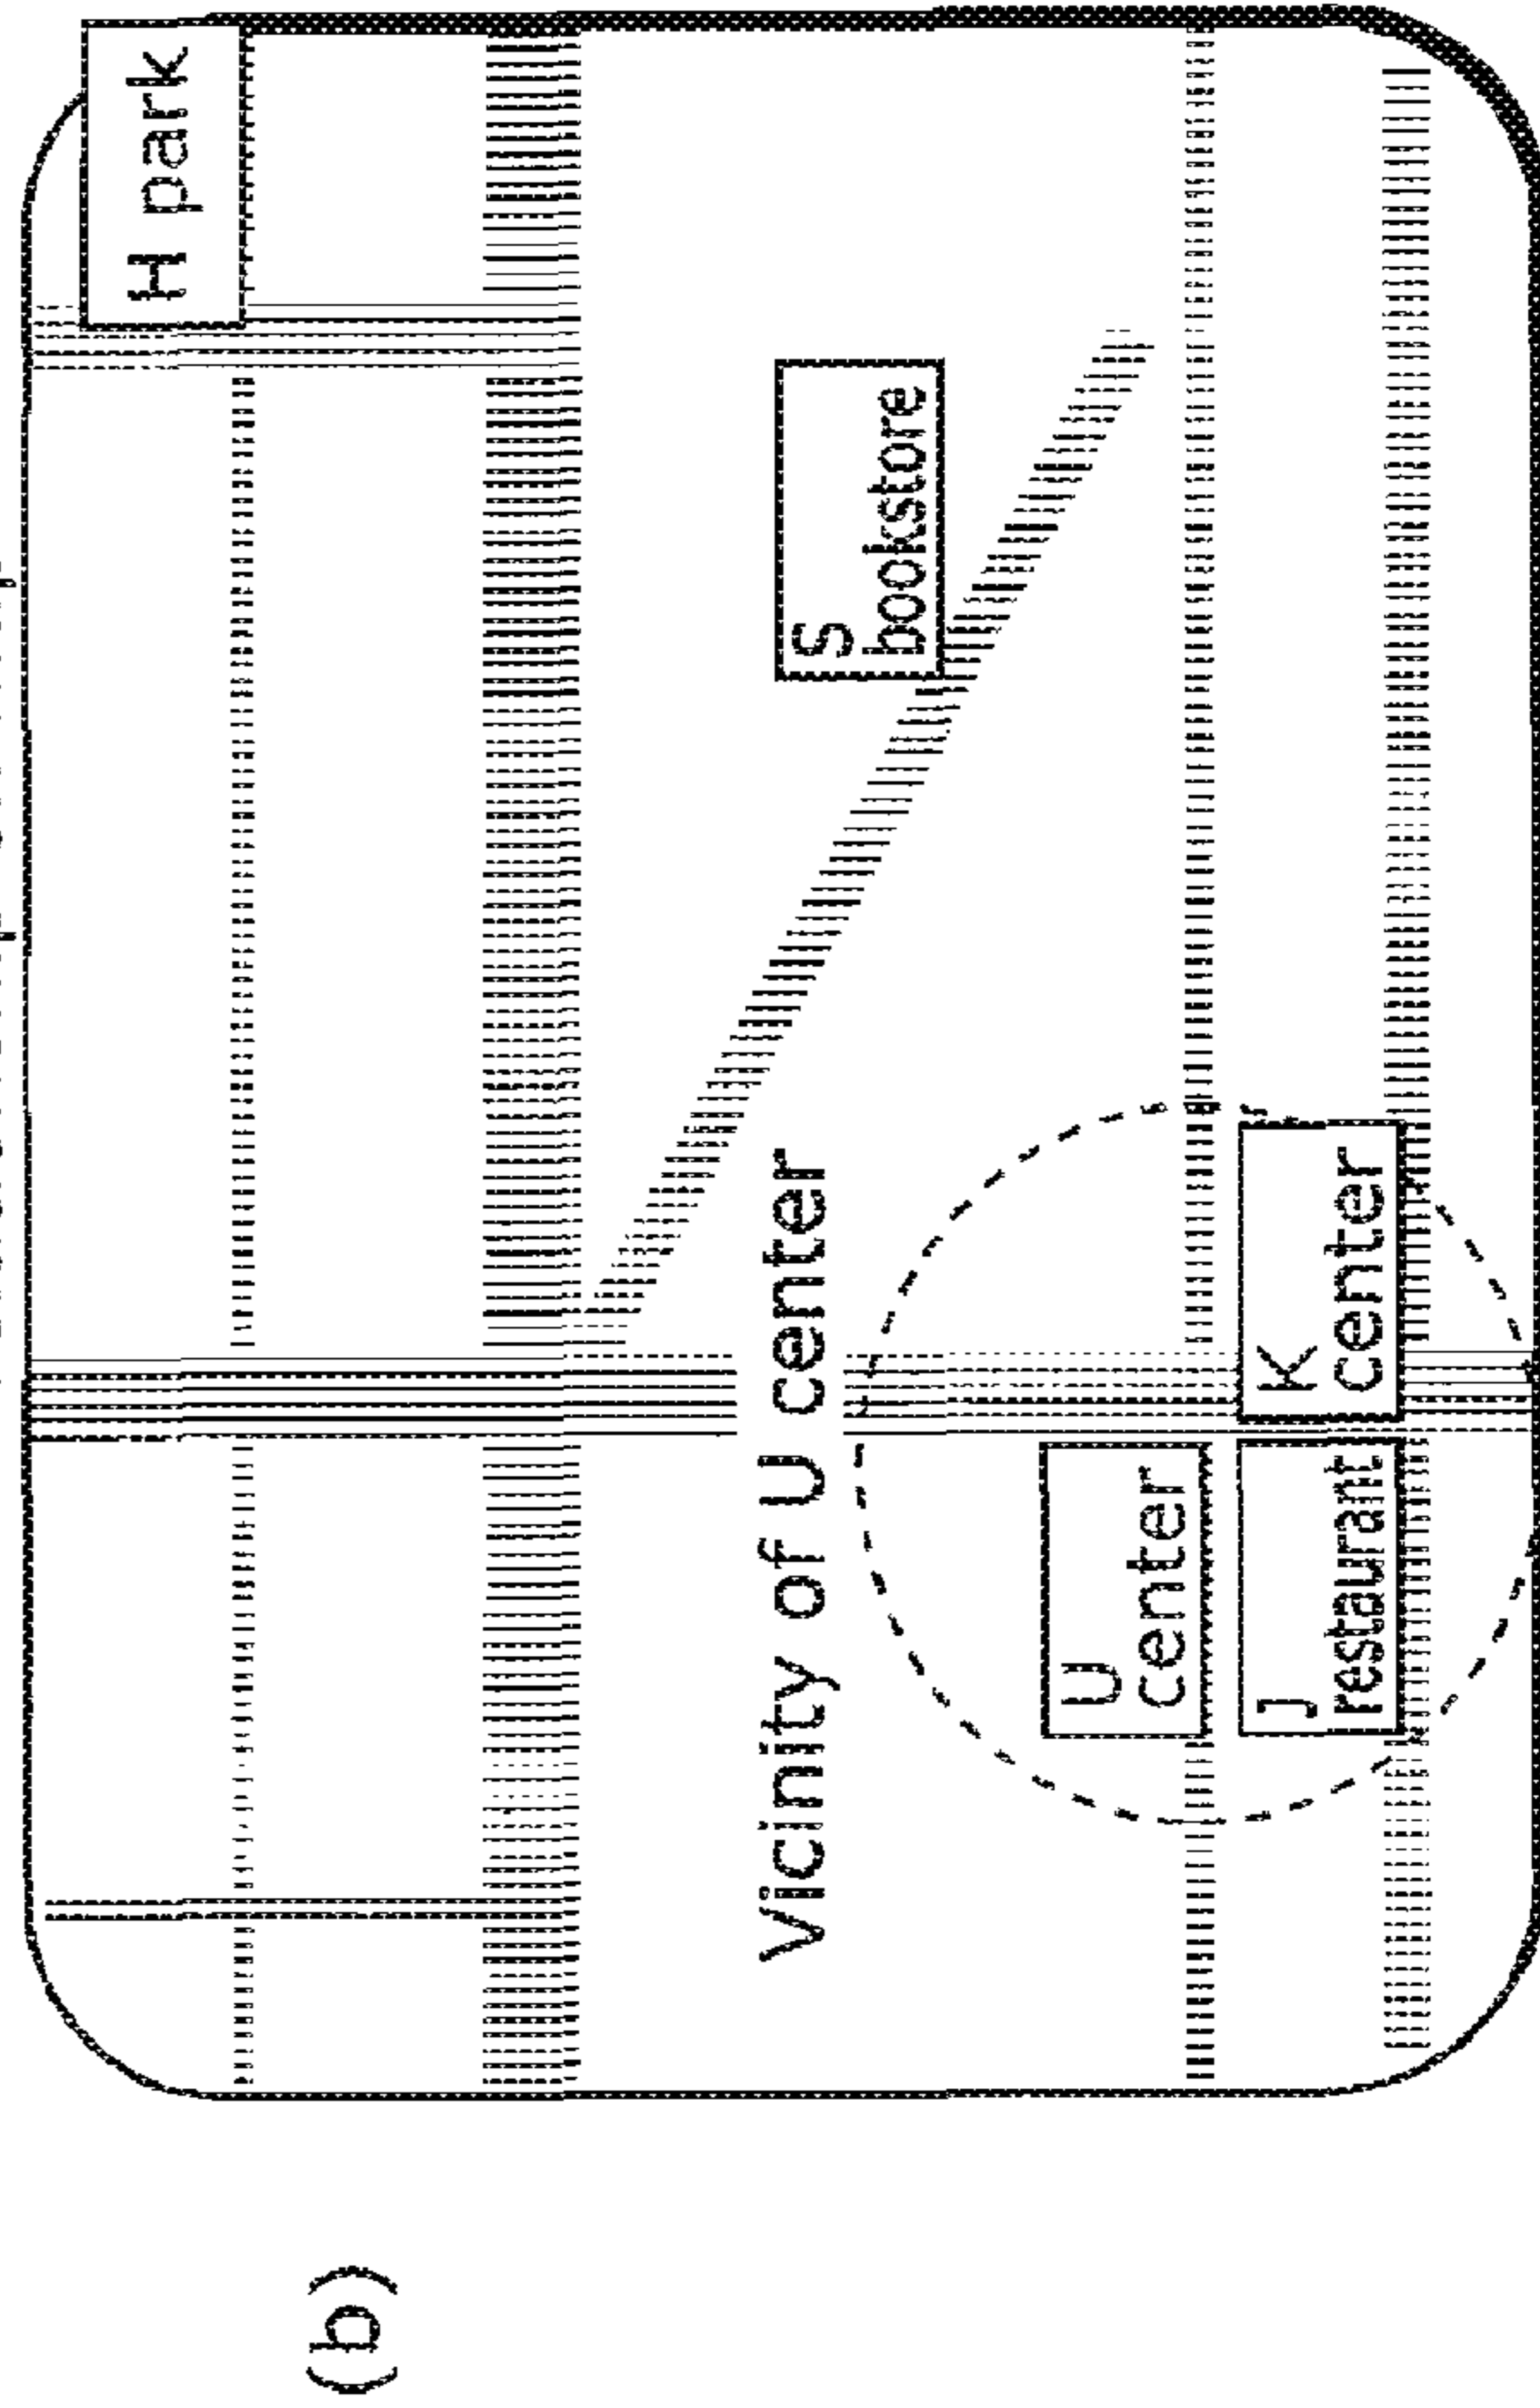 (b)
H park
S
bookstore
Vicinity of U center
U
center
K
center
J
restaurant